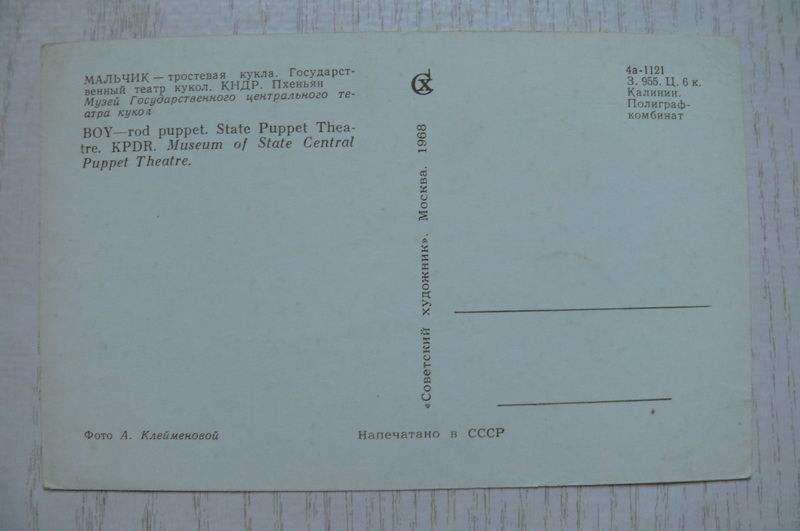 МАЛЬЧИК — тростевая кукла. Государст-
венный театр кукол. КНДР. Пхеньян
Музей Государственного центрального те-
атра кукол
BOY—rod puppet. State Puppet Thea-
tre. KPDR. Museum of State Central
Puppet Theatre.
Фото А. Клейменовой
СХ
«Советский художник». Москва. 1968
Напечатано в СССР
4а-1121
З. 955. Ц. 6 к.
Калинин.
Полиграф-
комбинат